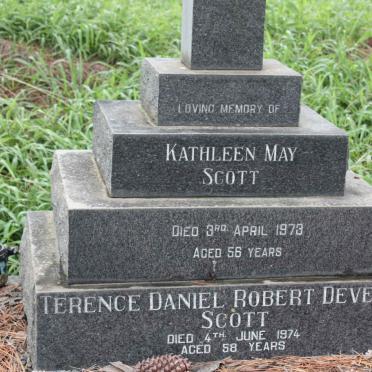 LOVING MEMORY OF
KATHLEEN MAY
SCOTT
DIED 3RD. APRIL 1973
AGED 56 YEARS
TERENCE DANIEL ROBERT
SCOTT
DIED 4TH. JUNE 1974
AGED 58 YEARS